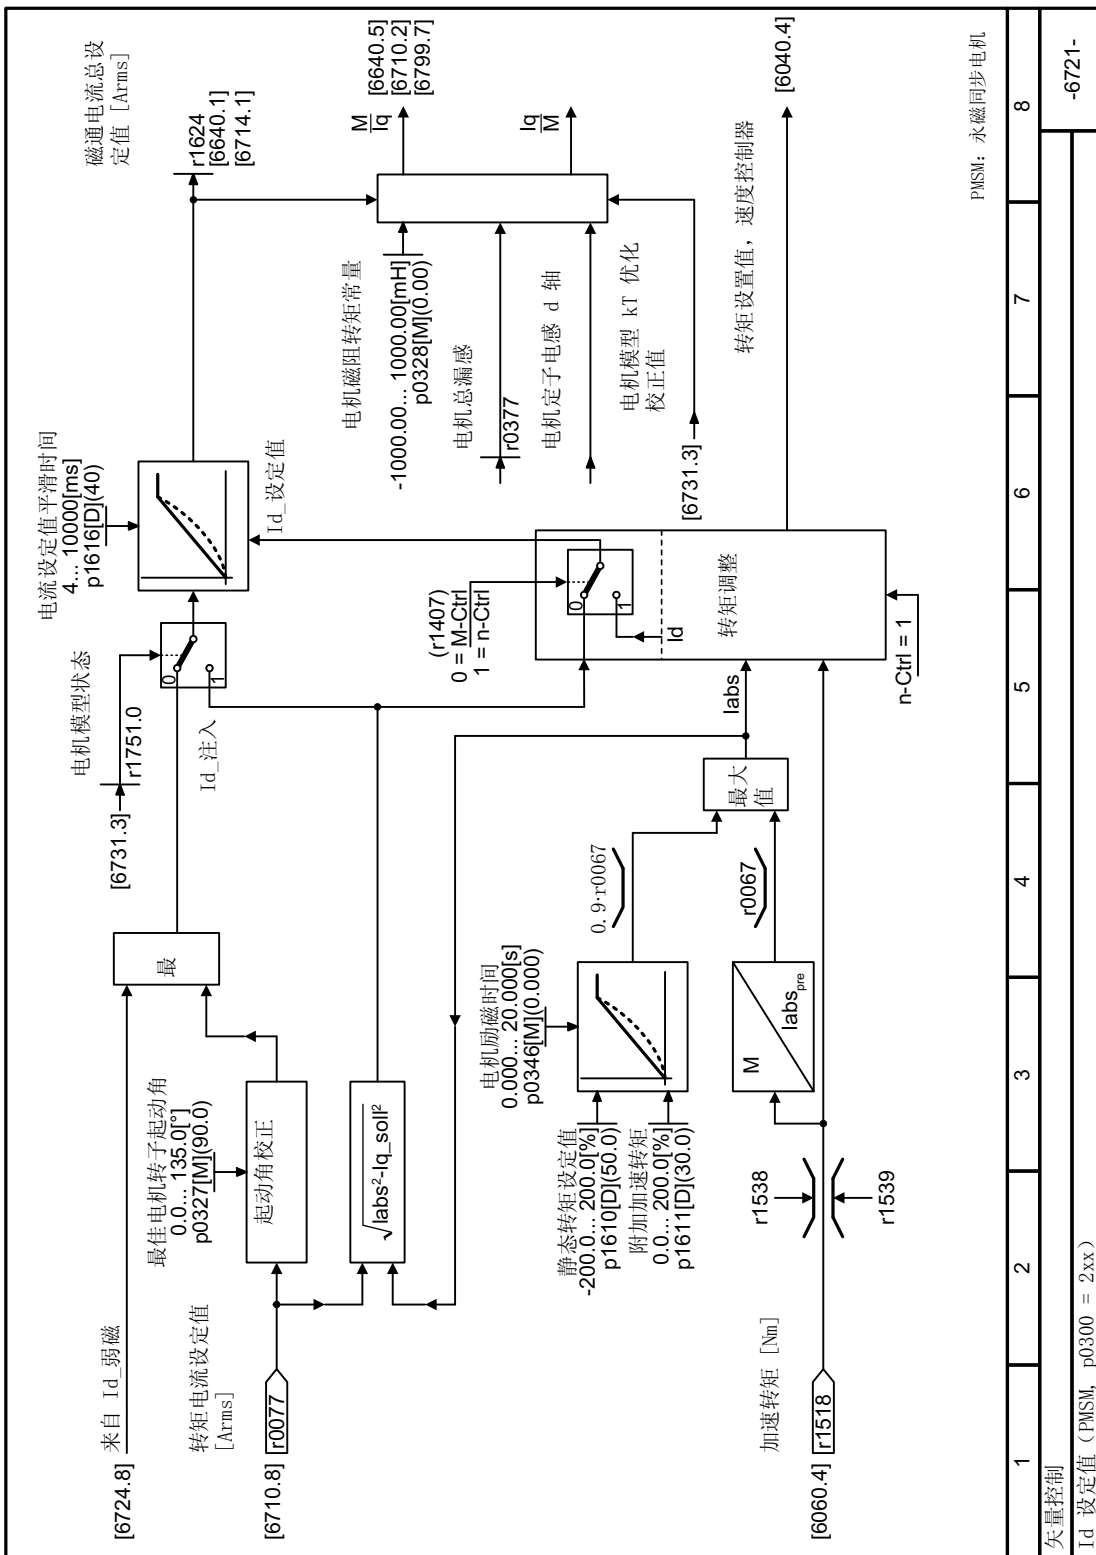 [6724.8]
来自 Id_弱磁
转矩电流设定值
[Arms]
[6710.8]
r0077
加速转矩 [Nm]
[6060.4]
r1518
最佳电机转子起动角
0.0... 135.0[°]
p0327[M](90.0)
起动角校正
√Iabs²-Iq_soll²
静态转矩设定值
-200.0... 200.0[%]
p1610[D](50.0)
附加加速转矩
0.0... 200.0[%]
p1611[D](30.0)
r1538
r1539
电机励磁时间
0.000... 20.000[s]
p0346[M](0.000)
M
Iabs_pre
最
0.9·r0067
r0067
最大
值
Iabs
[6731.3]
r1751.0
电机模型状态
0
1
Id_注入
电流设定值平滑时间
4... 10000[ms]
p1616[D](40)
Id_设定值
(r1407)
0 = M-Ctrl
1 = n-Ctrl
0
1
Id
转矩调整
n-Ctrl = 1
磁通电流总设
定值 [Arms]
r1624
[6640.1]
[6714.1]
电机磁阻转矩常量
-1000.00... 1000.00[mH]
p0328[M](0.00)
电机总漏感
r0377
电机定子电感 d 轴
电机模型 kT 优化
校正值
[6731.3]
M
Iq
[6640.5]
[6710.2]
[6799.7]
Iq
M
转矩设置值, 速度控制器
[6040.4]
PMSM: 永磁同步电机
1 2 3 4 5 6 7 8
矢量控制
Id 设定值 (PMSM, p0300 = 2xx)
-6721-